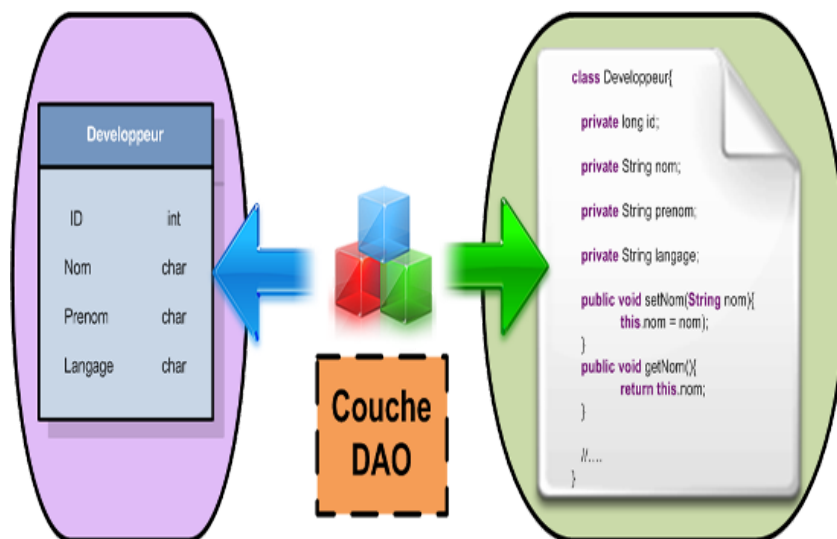 Developpeur
ID int
Nom char
Prenom char
Langage char
Couche
DAO
class Developpeur{
private long id;
private String nom;
private String prenom;
private String langage;
public void setNom(String nom){
this.nom = nom);
}
public void getNom(){
return this.nom;
}
//....
}